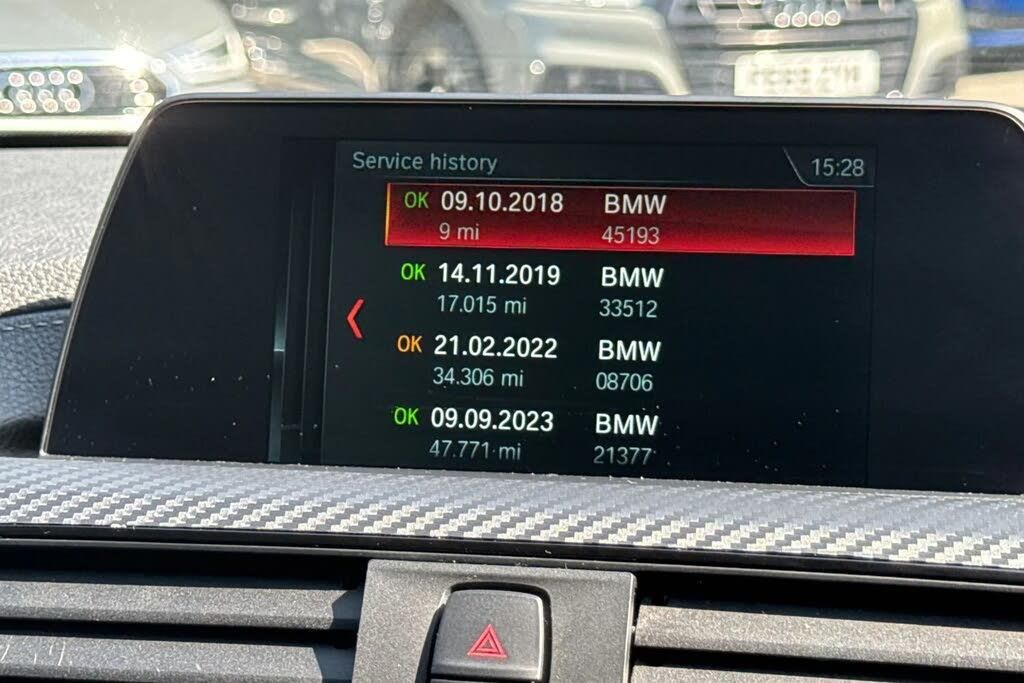 Service history 15:28
OK 09.10.2018 BMW
9 mi 45193
OK 14.11.2019 BMW
17.015 mi 33512
OK 21.02.2022 BMW
34.306 mi 08706
OK 09.09.2023 BMW
47.771 mi 21377